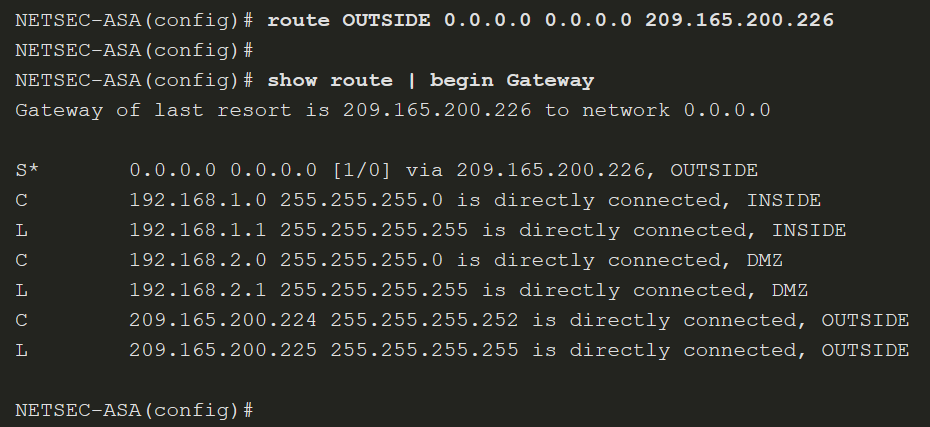 NETSEC-ASA(config)# route OUTSIDE 0.0.0.0 0.0.0.0 209.165.200.226
NETSEC-ASA(config)#
NETSEC-ASA(config)# show route | begin Gateway
Gateway of last resort is 209.165.200.226 to network 0.0.0.0
S* 0.0.0.0 0.0.0.0 [1/0] via 209.165.200.226, OUTSIDE
C 192.168.1.0 255.255.255.0 is directly connected, INSIDE
L 192.168.1.1 255.255.255.255 is directly connected, INSIDE
C 192.168.2.0 255.255.255.0 is directly connected, DMZ
L 192.168.2.1 255.255.255.255 is directly connected, DMZ
C 209.165.200.224 255.255.255.252 is directly connected, OUTSIDE
L 209.165.200.225 255.255.255.255 is directly connected, OUTSIDE
NETSEC-ASA(config)#